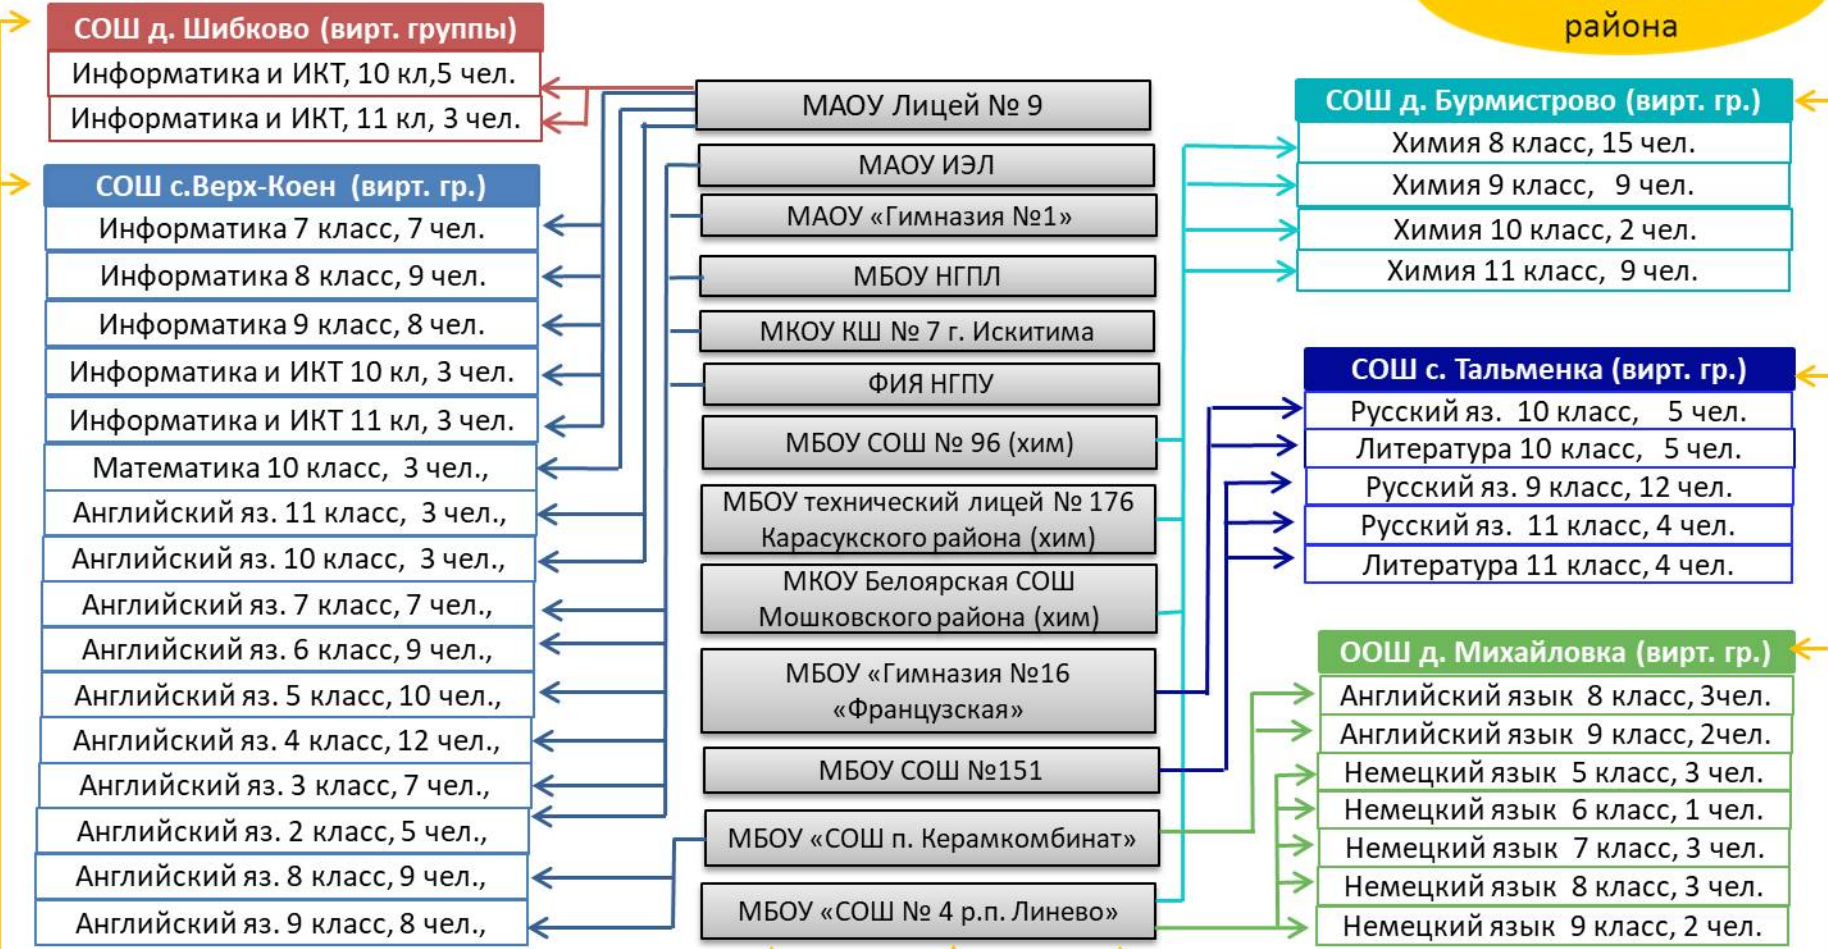 района
СОШ д. Шибково (вирт. группы)
Информатика и ИКТ, 10 кл,5 чел.
Информатика и ИКТ, 11 кл, 3 чел.
СОШ с.Верх-Коен (вирт. гр.)
Информатика 7 класс, 7 чел.
Информатика 8 класс, 9 чел.
Информатика 9 класс, 8 чел.
Информатика и ИКТ 10 кл, 3 чел.
Информатика и ИКТ 11 кл, 3 чел.
Математика 10 класс, 3 чел.,
Английский яз. 11 класс, 3 чел.,
Английский яз. 10 класс, 3 чел.,
Английский яз. 7 класс, 7 чел.,
Английский яз. 6 класс, 9 чел.,
Английский яз. 5 класс, 10 чел.,
Английский яз. 4 класс, 12 чел.,
Английский яз. 3 класс, 7 чел.,
Английский яз. 2 класс, 5 чел.,
Английский яз. 8 класс, 9 чел.,
Английский яз. 9 класс, 8 чел.,
МАОУ Лицей № 9
МАОУ ИЭЛ
МАОУ «Гимназия №1»
МБОУ НГПЛ
МКОУ КШ № 7 г. Искитима
ФИЯ НГПУ
МБОУ СОШ № 96 (хим)
МБОУ технический лицей № 176
Карасукского района (хим)
МКОУ Белоярская СОШ
Мошковского района (хим)
МБОУ «Гимназия №16
«Французская»
МБОУ СОШ №151
МБОУ «СОШ п. Керамкомбинат»
МБОУ «СОШ № 4 р.п. Линево»
СОШ д. Бурмистрово (вирт. гр.)
Химия 8 класс, 15 чел.
Химия 9 класс, 9 чел.
Химия 10 класс, 2 чел.
Химия 11 класс, 9 чел.
СОШ с. Тальменка (вирт. гр.)
Русский яз. 10 класс, 5 чел.
Литература 10 класс, 5 чел.
Русский яз. 9 класс, 12 чел.
Русский яз. 11 класс, 4 чел.
Литература 11 класс, 4 чел.
ООШ д. Михайловка (вирт. гр.)
Английский язык 8 класс, 3чел.
Английский язык 9 класс, 2чел.
Немецкий язык 5 класс, 3 чел.
Немецкий язык 6 класс, 1 чел.
Немецкий язык 7 класс, 3 чел.
Немецкий язык 8 класс, 3 чел.
Немецкий язык 9 класс, 2 чел.